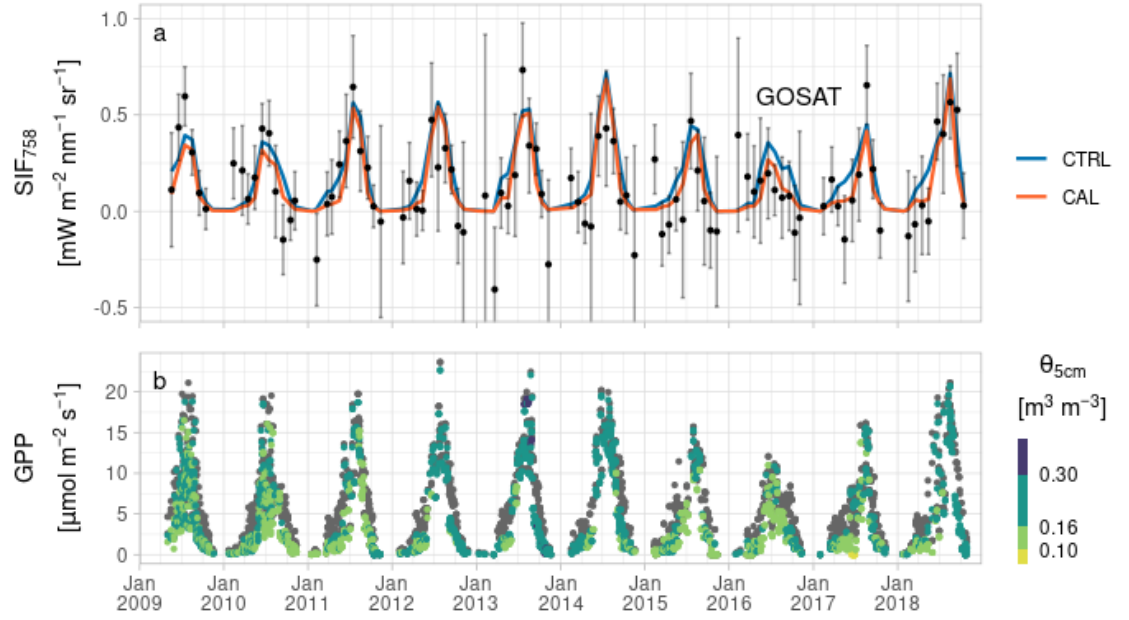 a
SIF758
[mW m−2 nm−1 sr−1]
1.0
0.5
0.0
-0.5
GOSAT
CTRL
CAL
b
GPP
[µmol m−2 s−1]
20
15
10
5
0
θ5cm
[m3 m−3]
0.30
0.16
0.10
Jan Jan Jan Jan Jan Jan Jan Jan Jan Jan
2009 2010 2011 2012 2013 2014 2015 2016 2017 2018